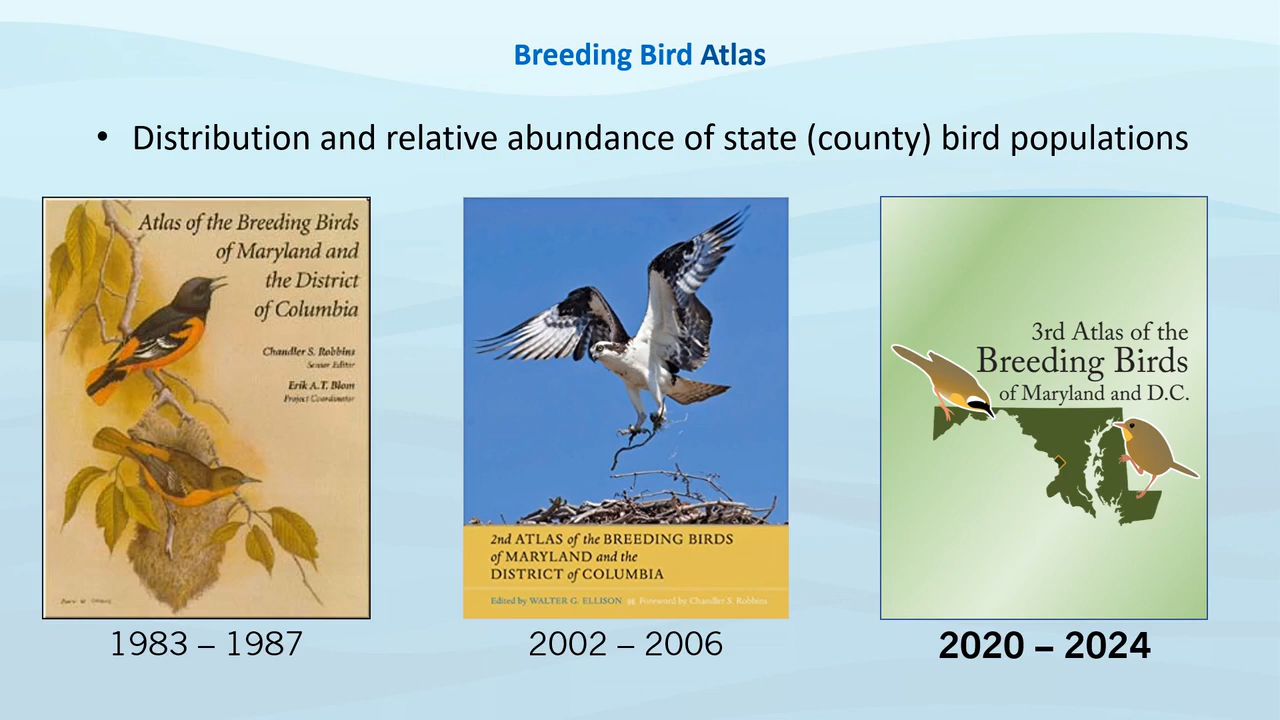 Breeding Bird Atlas
• Distribution and relative abundance of state (county) bird populations
Atlas of the Breeding Birds
of Maryland and
the District
of Columbia
Chandler S. Robbins
Senior Editor
Erik A.T. Blom
Project Coordinator
1983 – 1987
2nd ATLAS of the BREEDING BIRDS
of MARYLAND and the
DISTRICT of COLUMBIA
Edited by WALTER G. ELLISON Foreword by Chandler S. Robbins
2002 – 2006
3rd Atlas of the
Breeding Birds
of Maryland and D.C.
2020 – 2024